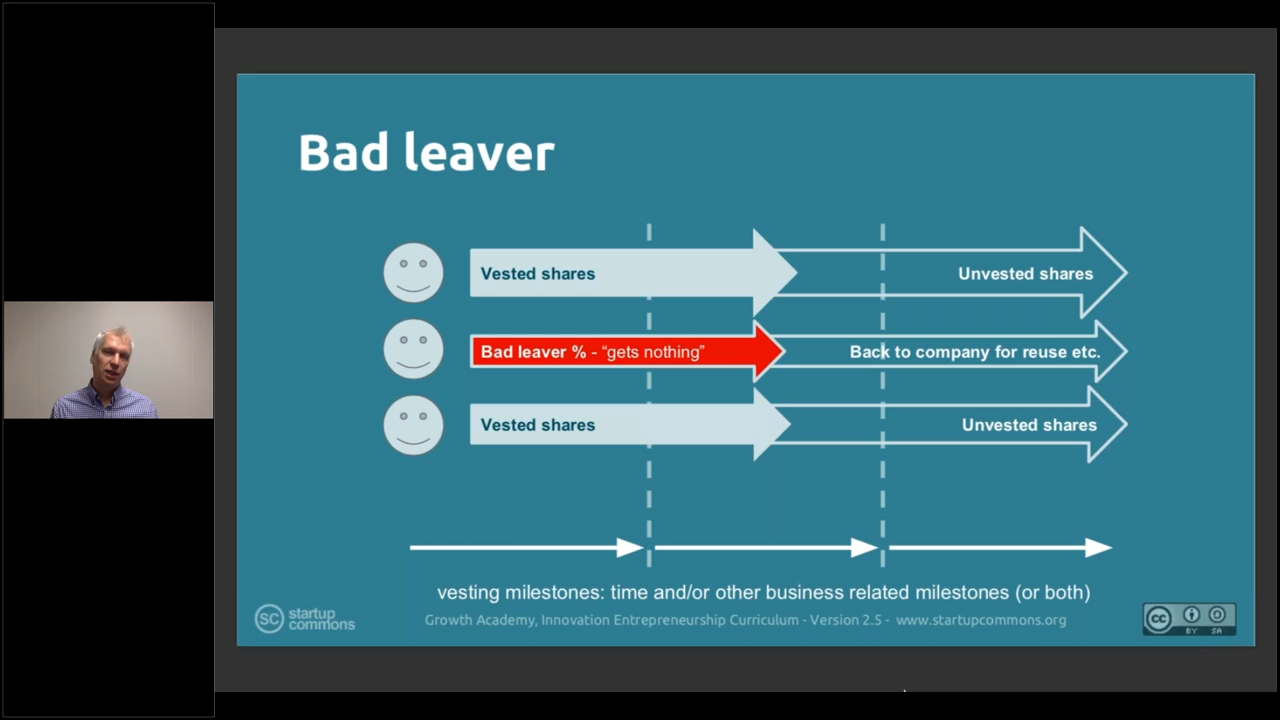 Bad leaver
Vested shares
Unvested shares
Bad leaver % - “gets nothing”
Back to company for reuse etc.
Vested shares
Unvested shares
vesting milestones: time and/or other business related milestones (or both)
SC startup
commons
Growth Academy, Innovation Entrepreneurship Curriculum - Version 2.5 - www.startupcommons.org
cc
BY SA